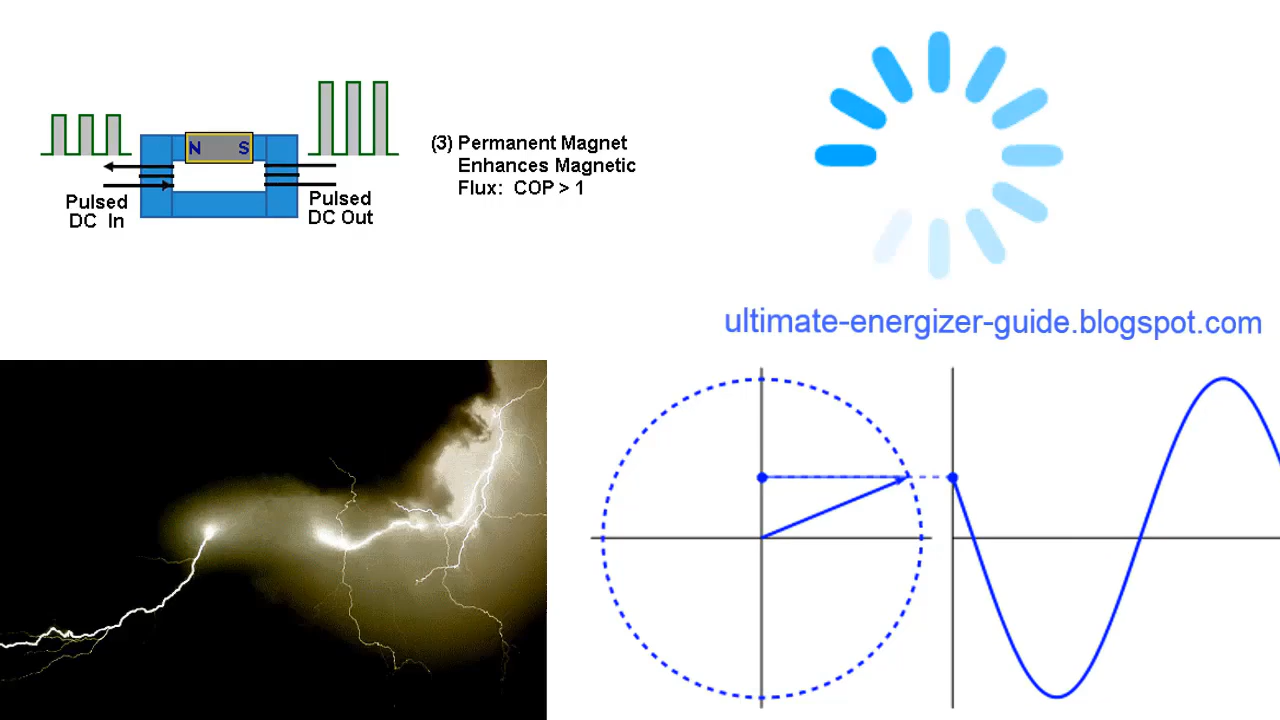 N S
(3) Permanent Magnet
Enhances Magnetic
Flux: COP > 1
Pulsed
DC In
Pulsed
DC Out
ultimate-energizer-guide.blogspot.com